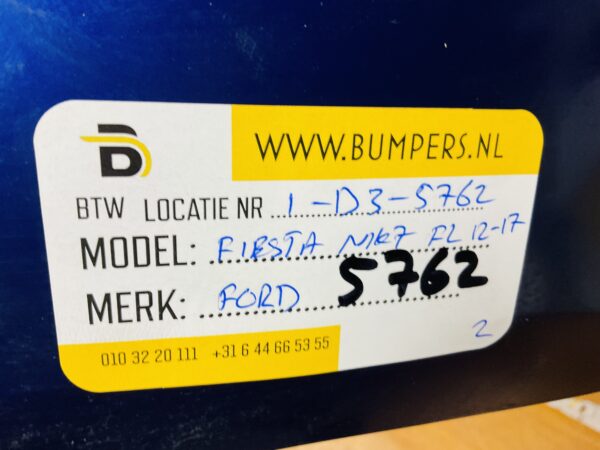 WWW.BUMPERS.NL
BTW LOCATIE NR 1-D3-5762
MODEL: FIESTA MK7 FL 12-17
MERK: FORD 5762
010 32 20 111 +31 6 44 66 53 55
2